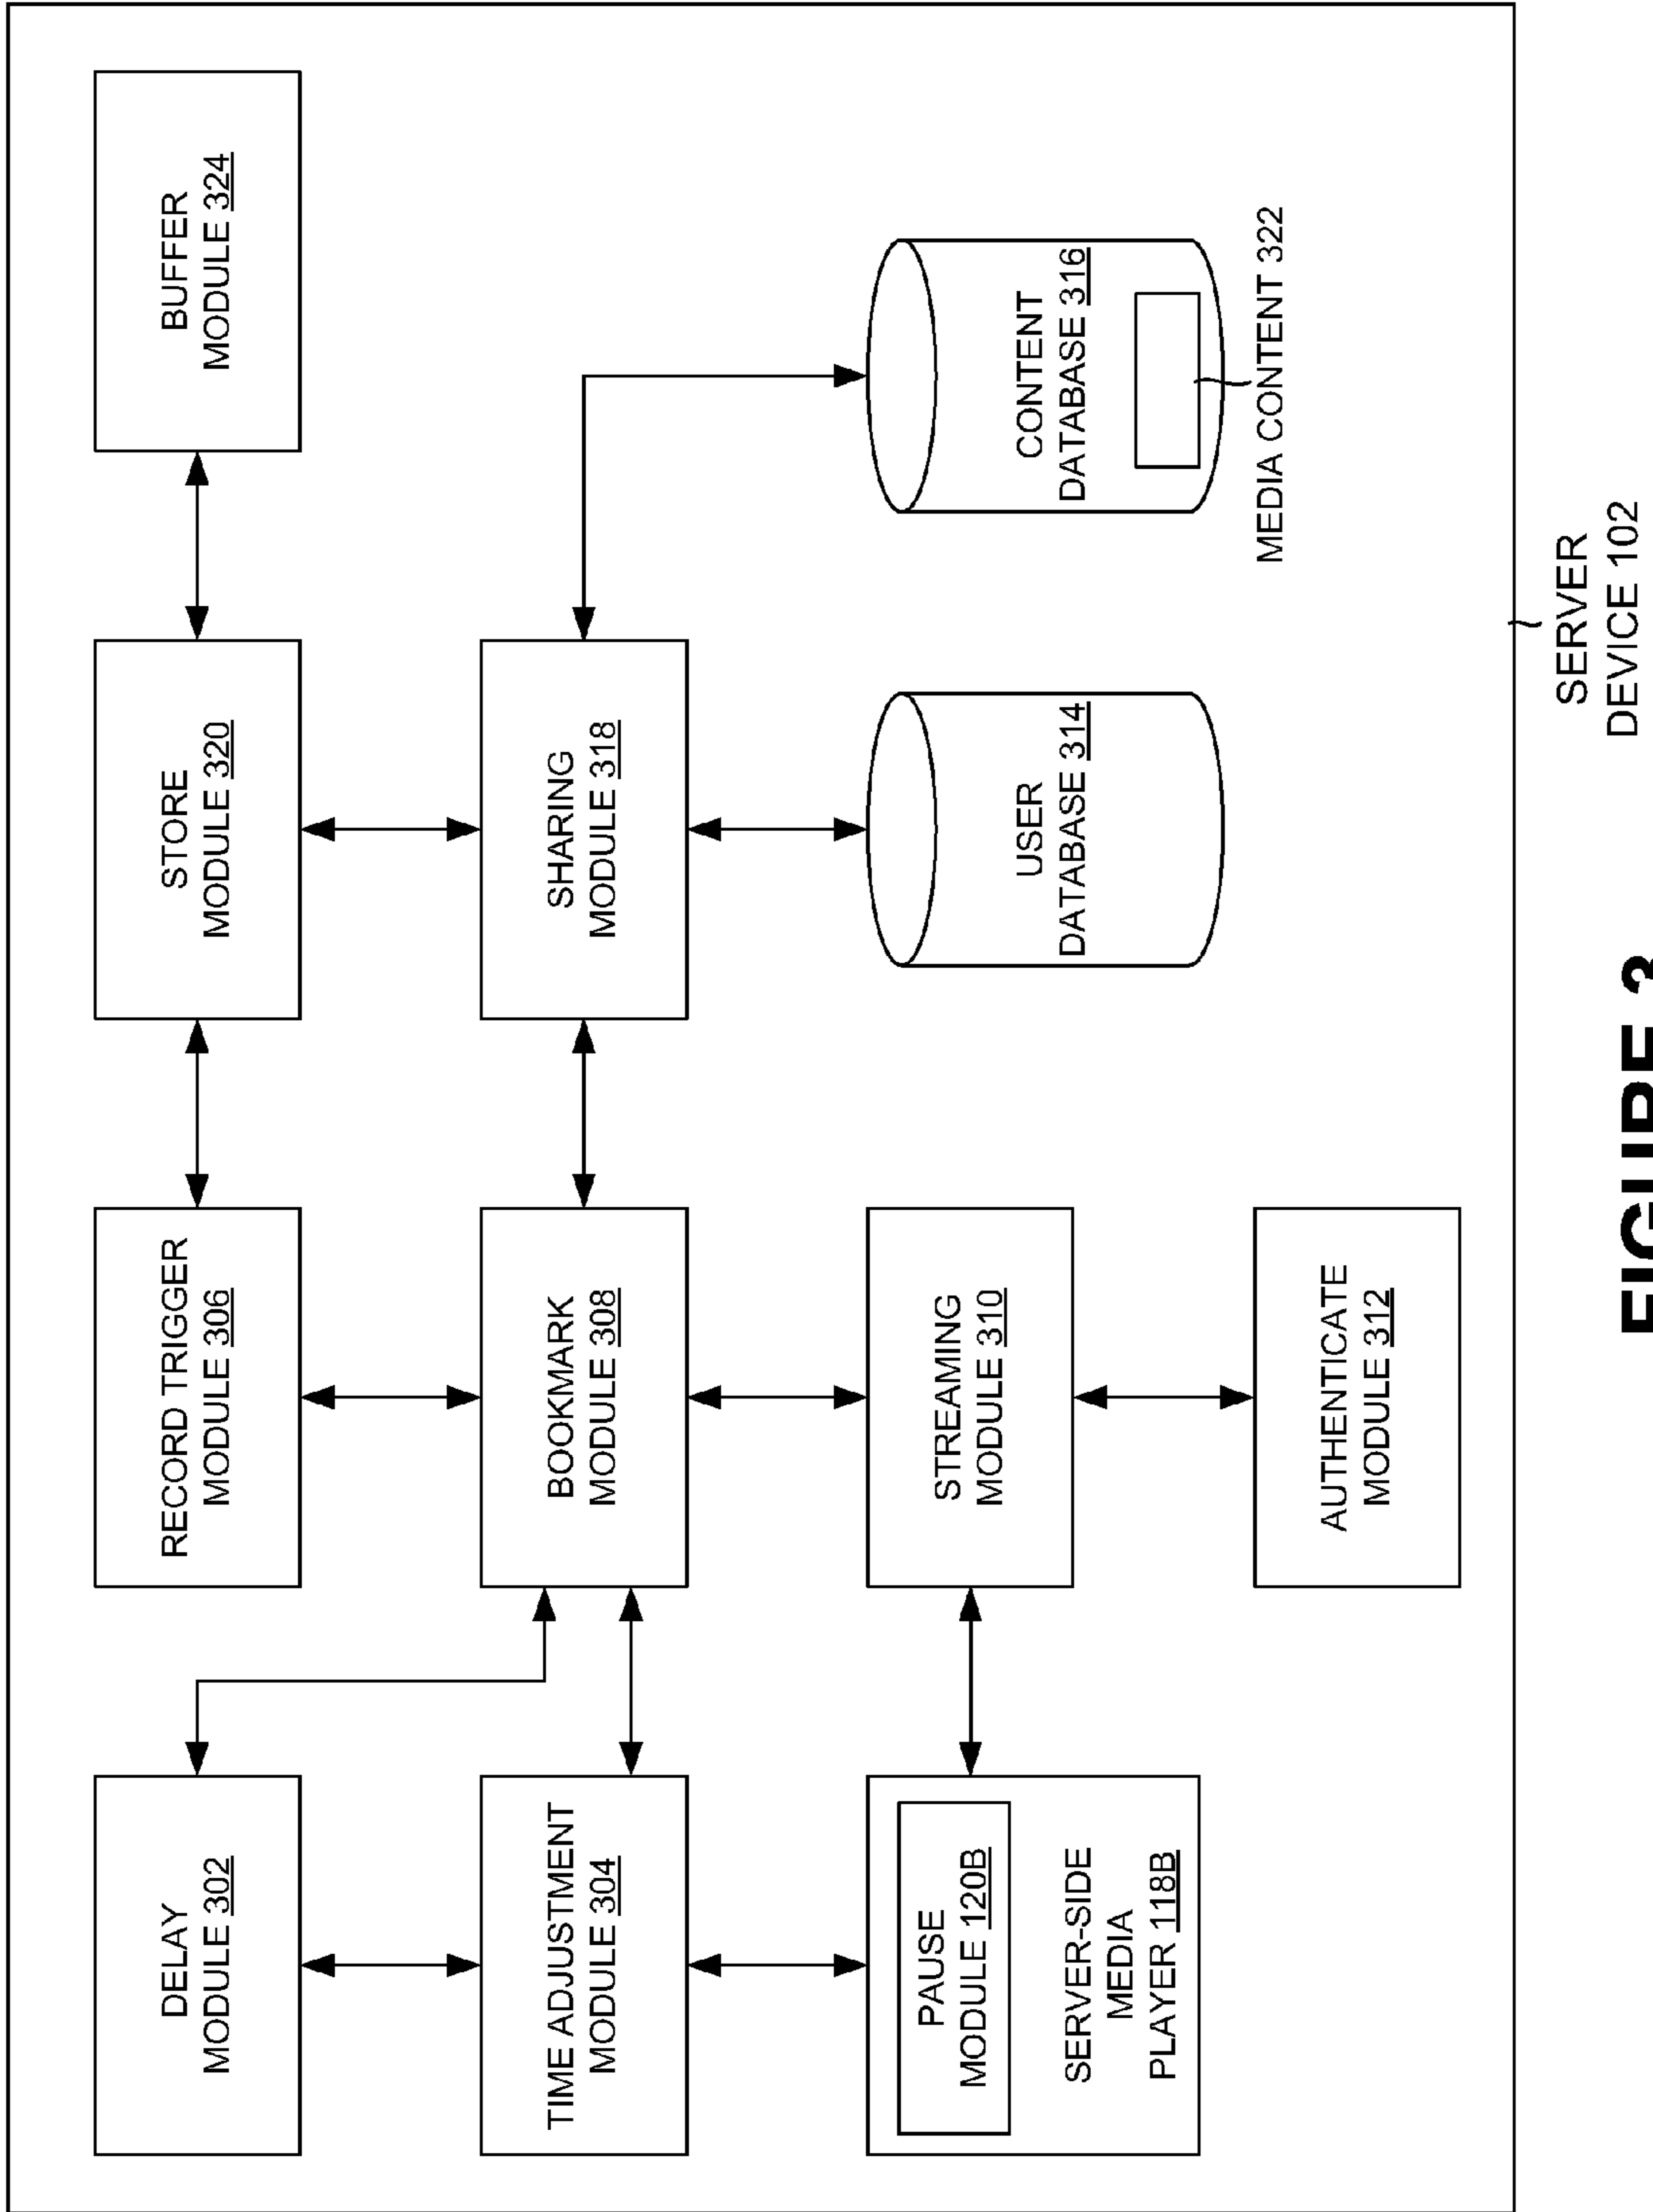 DELAY
MODULE 302
RECORD TRIGGER
MODULE 306
STORE
MODULE 320
BUFFER
MODULE 324
TIME ADJUSTMENT
MODULE 304
BOOKMARK
MODULE 308
SHARING
MODULE 318
PAUSE
MODULE 120B
SERVER-SIDE
MEDIA
PLAYER 118B
STREAMING
MODULE 310
USER
DATABASE 314
CONTENT
DATABASE 316
MEDIA CONTENT 322
AUTHENTICATE
MODULE 312
SERVER
DEVICE 102
FIGURE 3